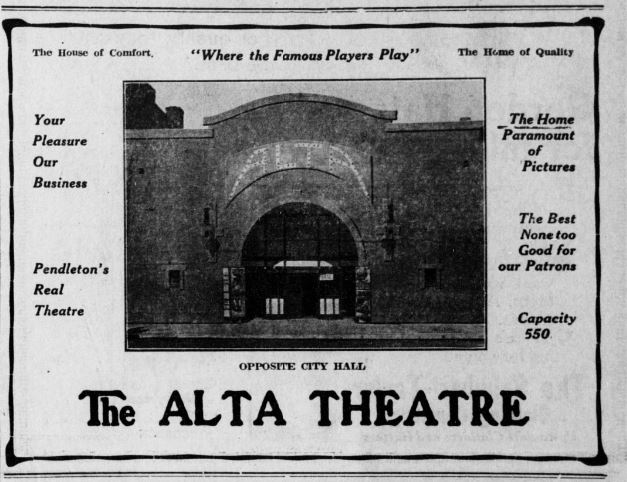 The House of Comfort.
"Where the Famous Players Play"
The Home of Quality
Your
Pleasure
Our
Business
Pendleton's
Real
Theatre
ALTA
The Home
Paramount
of
Pictures
The Best
None too
Good for
our Patrons
Capacity
550
OPPOSITE CITY HALL
The ALTA THEATRE